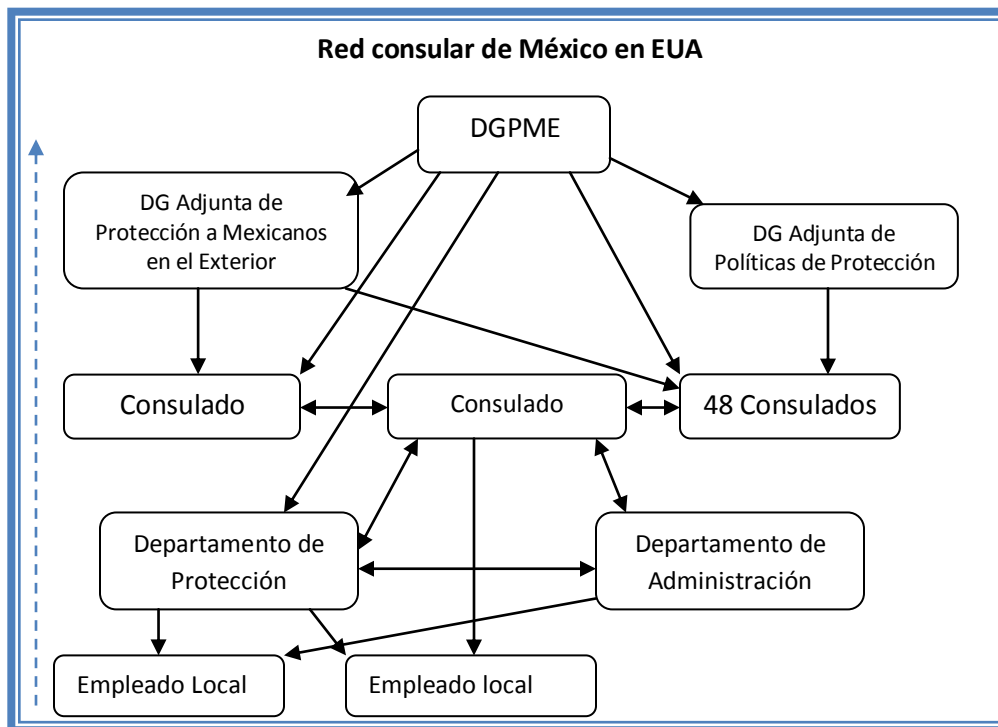 Red consular de México en EUA
DGPME
DG Adjunta de
Protección a Mexicanos
en el Exterior
DG Adjunta de
Políticas de Protección
Consulado
Consulado
48 Consulados
Departamento de
Protección
Departamento de
Administración
Empleado Local
Empleado local